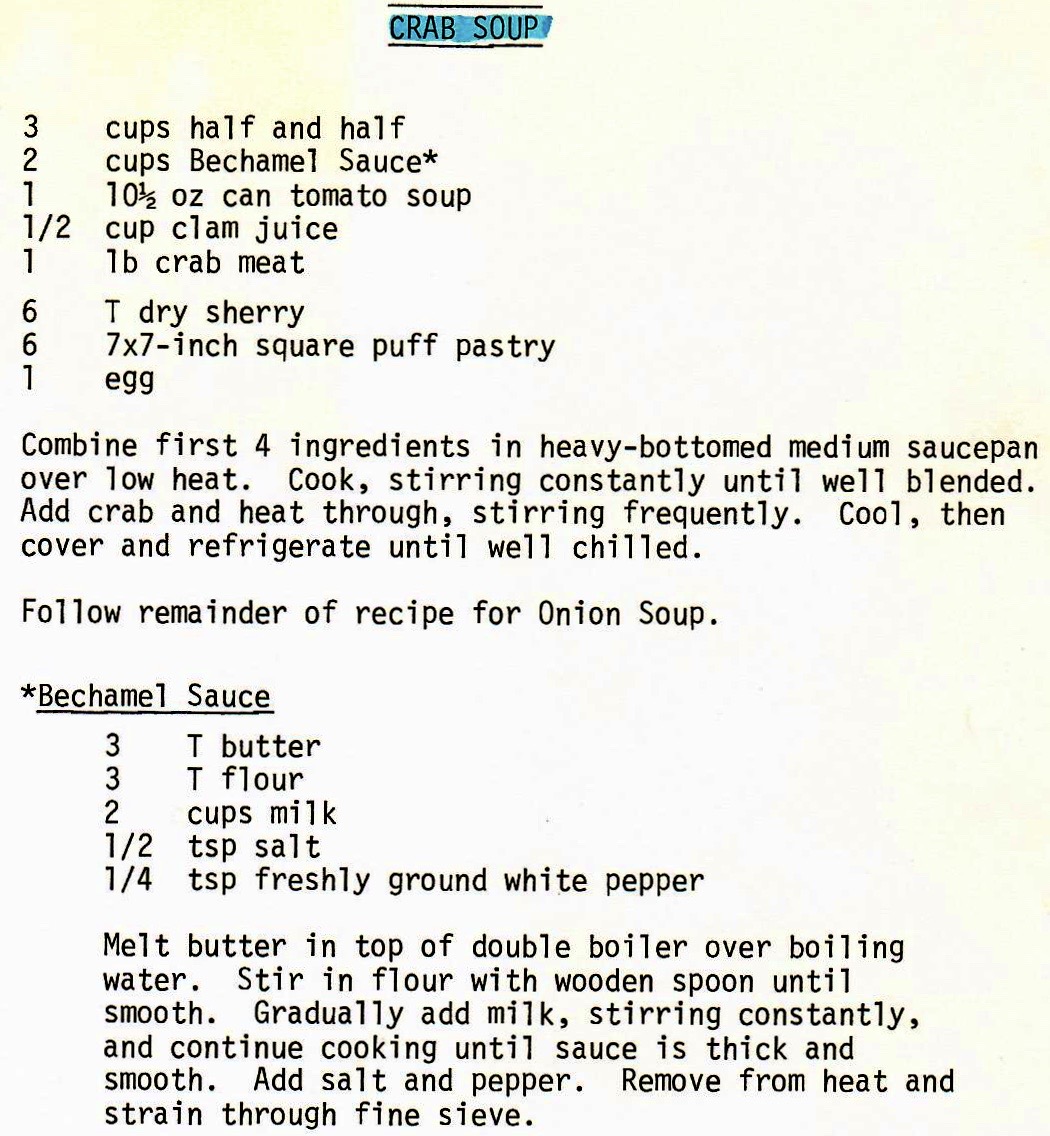 CRAB SOUP
3 cups half and half
2 cups Bechamel Sauce*
1 10½ oz can tomato soup
1/2 cup clam juice
1 lb crab meat
6 T dry sherry
6 7x7-inch square puff pastry
1 egg
Combine first 4 ingredients in heavy-bottomed medium saucepan
over low heat. Cook, stirring constantly until well blended.
Add crab and heat through, stirring frequently. Cool, then
cover and refrigerate until well chilled.
Follow remainder of recipe for Onion Soup.
*Bechamel Sauce
3 T butter
3 T flour
2 cups milk
1/2 tsp salt
1/4 tsp freshly ground white pepper
Melt butter in top of double boiler over boiling
water. Stir in flour with wooden spoon until
smooth. Gradually add milk, stirring constantly,
and continue cooking until sauce is thick and
smooth. Add salt and pepper. Remove from heat and
strain through fine sieve.